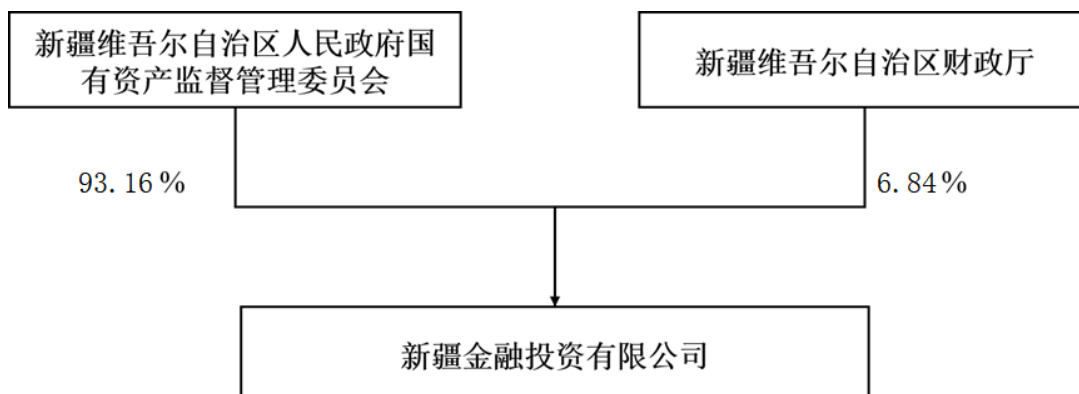 新疆维吾尔自治区人民政府国
有资产监督管理委员会
新疆维吾尔自治区财政厅
93.16%
6.84%
新疆金融投资有限公司